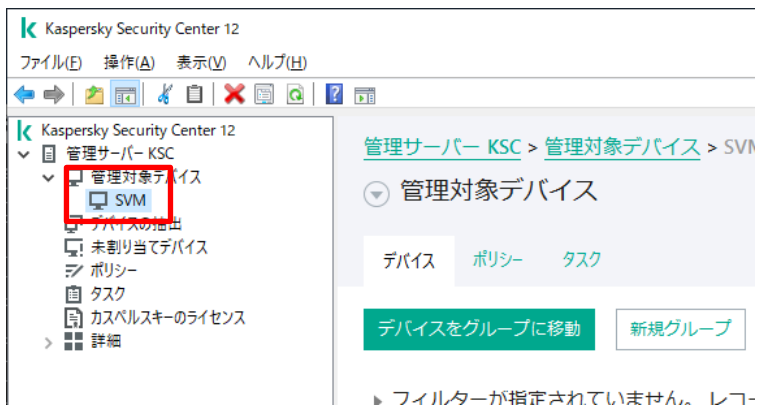 Kaspersky Security Center 12
ファイル(F) 操作(A) 表示(V) ヘルプ(H)
Kaspersky Security Center 12
管理サーバー KSC
管理対象デバイス
SVM
デバイスの抽出
未割り当てデバイス
ポリシー
タスク
カスペルスキーのライセンス
詳細
管理サーバー KSC > 管理対象デバイス > SVM
管理対象デバイス
デバイス ポリシー タスク
デバイスをグループに移動 新規グループ
フィルターが指定されていません。 レコー